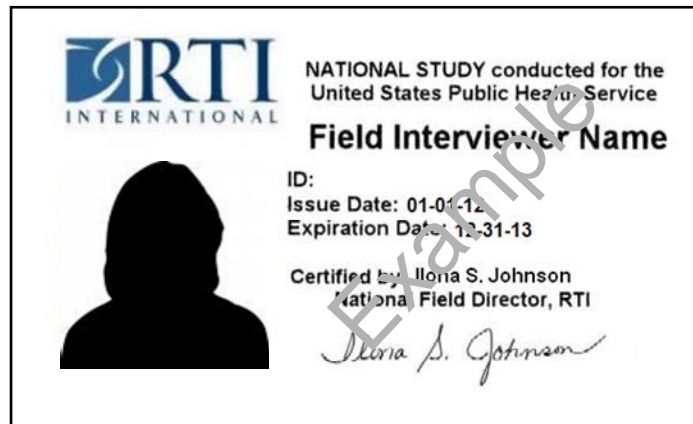 RTI
INTERNATIONAL
NATIONAL STUDY conducted for the
United States Public Health Service
Field Interviewer Name
ID:
Issue Date: 01-01-12
Expiration Date: 12-31-13
Certified by Ilona S. Johnson
National Field Director, RTI
Ilona S. Johnson
Example